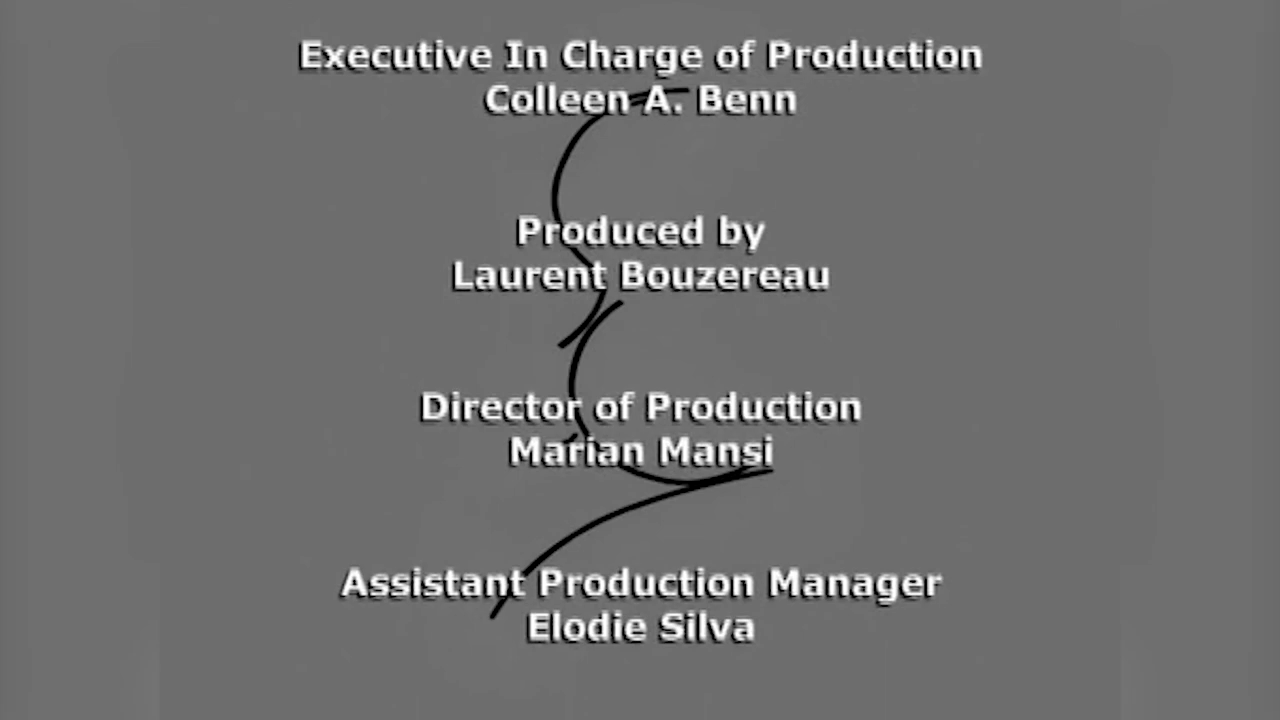 Executive In Charge of Production
Colleen A. Benn
Produced by
Laurent Bouzereau
Director of Production
Marian Mansi
Assistant Production Manager
Elodie Silva